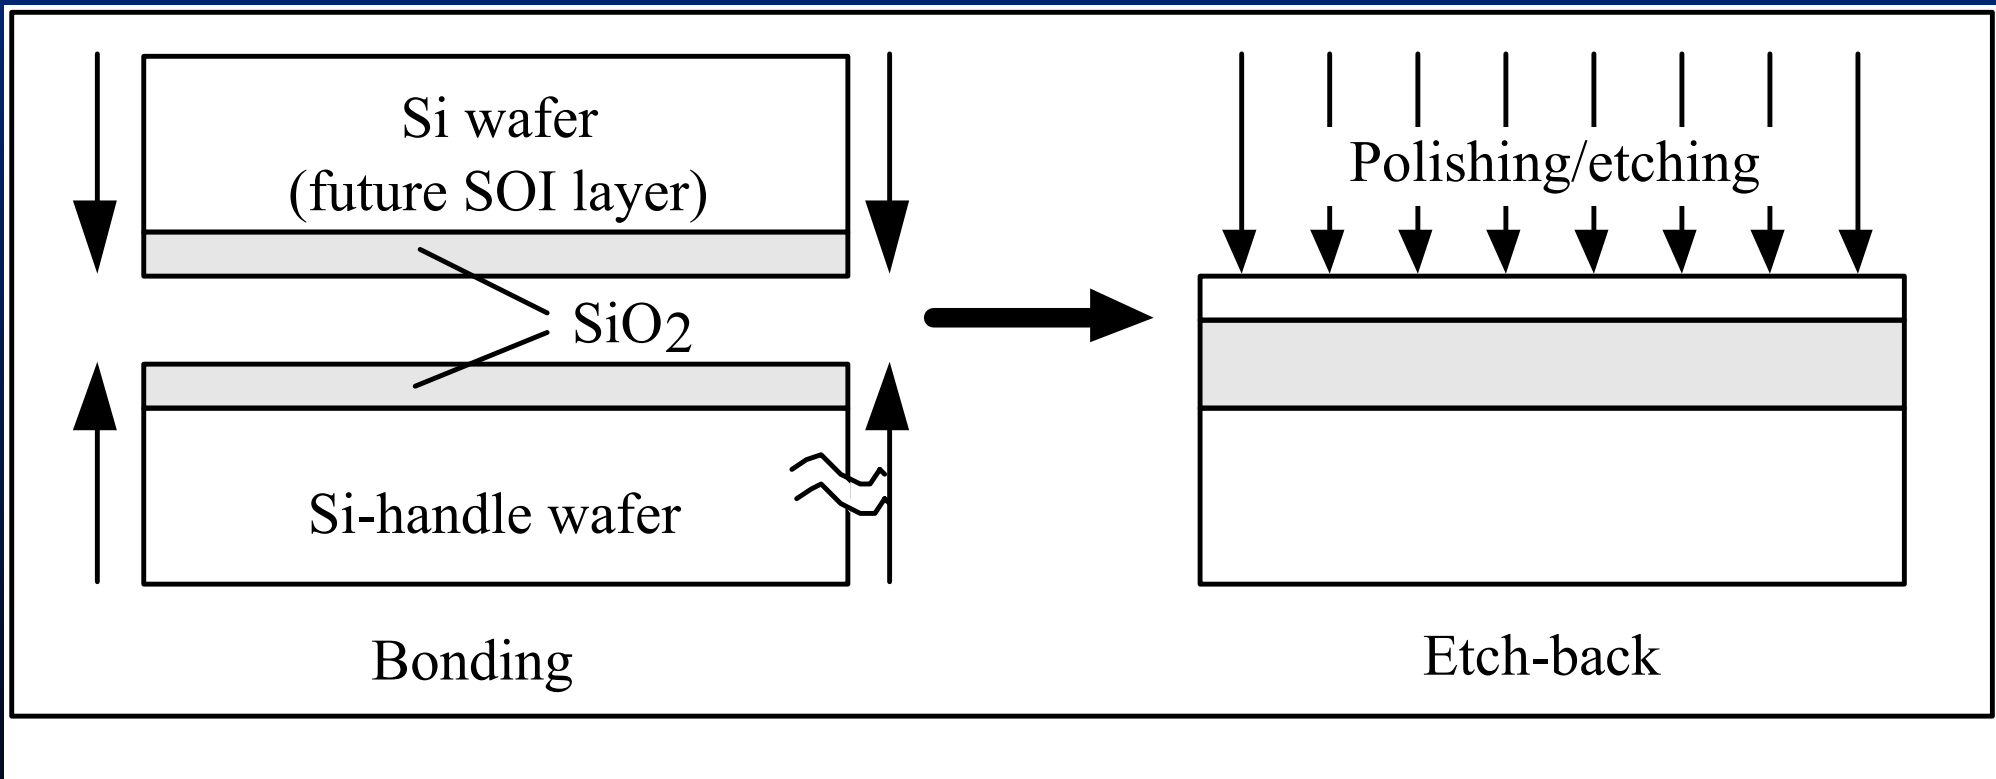 Si wafer
(future SOI layer)
SiO2
Si-handle wafer
Bonding
Polishing/etching
Etch-back